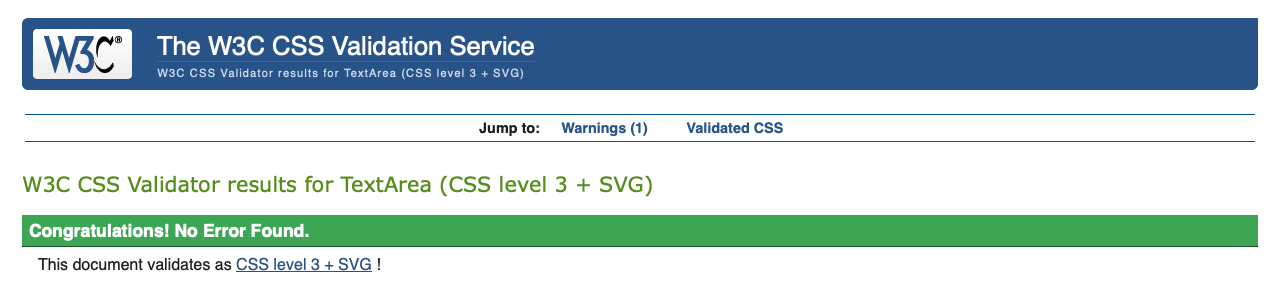 W3C® The W3C CSS Validation Service
W3C CSS Validator results for TextArea (CSS level 3 + SVG)
Jump to: Warnings (1) Validated CSS
W3C CSS Validator results for TextArea (CSS level 3 + SVG)
Congratulations! No Error Found.
This document validates as CSS level 3 + SVG !